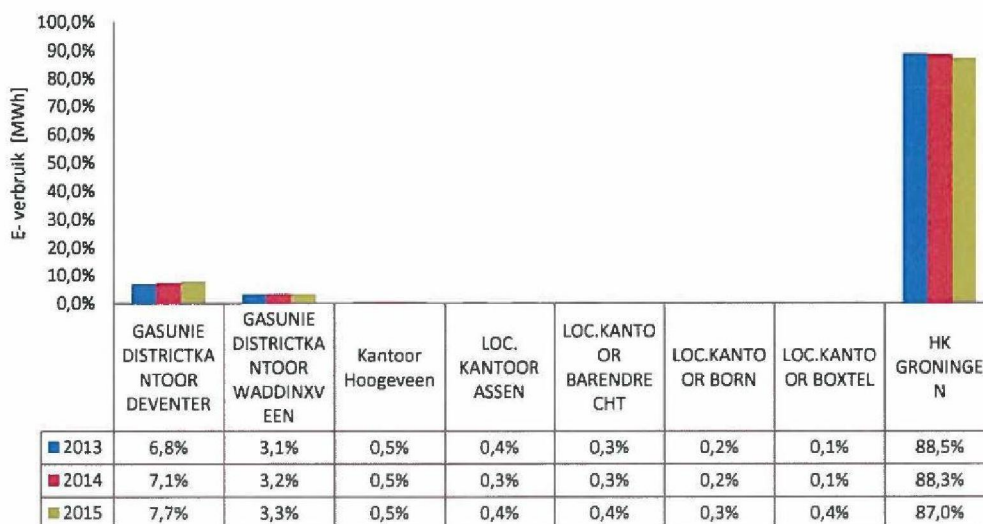 100,0%
90,0%
80,0%
70,0%
60,0%
50,0%
40,0%
30,0%
20,0%
10,0%
0,0%
E- verbruik [MWh]
GASUNIE
DISTRICTKA
NTOOR
DEVENTER
GASUNIE
DISTRICTKA
NTOOR
WADDINXV
EEN
Kantoor
Hoogeveen
LOC.
KANTOOR
ASSEN
LOC.KANTO
OR
BARENDRE
CHT
LOC.KANTO
OR BORN
LOC.KANTO
OR BOXTEL
HK
GRONINGE
N
2013 6,8% 3,1% 0,5% 0,4% 0,3% 0,2% 0,1% 88,5%
2014 7,1% 3,2% 0,5% 0,3% 0,3% 0,2% 0,1% 88,3%
2015 7,7% 3,3% 0,5% 0,4% 0,4% 0,3% 0,4% 87,0%